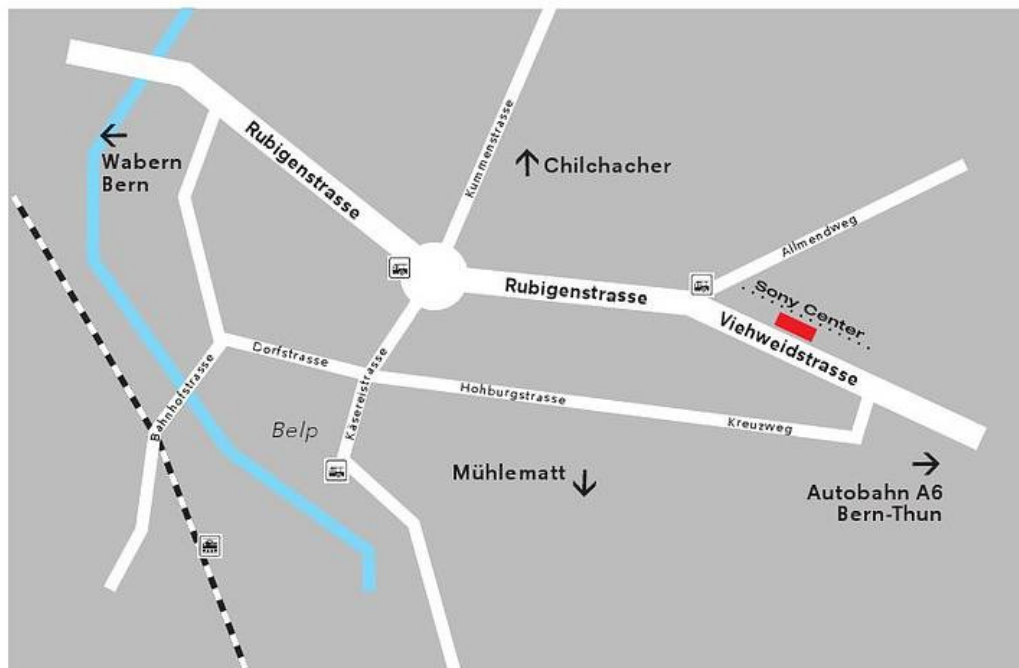 Wabern
Bern
Rubigenstrasse
Kummenstrasse
Chilchacher
Allmendweg
Rubigenstrasse
Sony Center
Viehweidstrasse
Bahnhofstrasse
Dorfstrasse
Käsereistrasse
Hohburgstrasse
Kreuzweg
Belp
Mühlematt
Autobahn A6
Bern-Thun